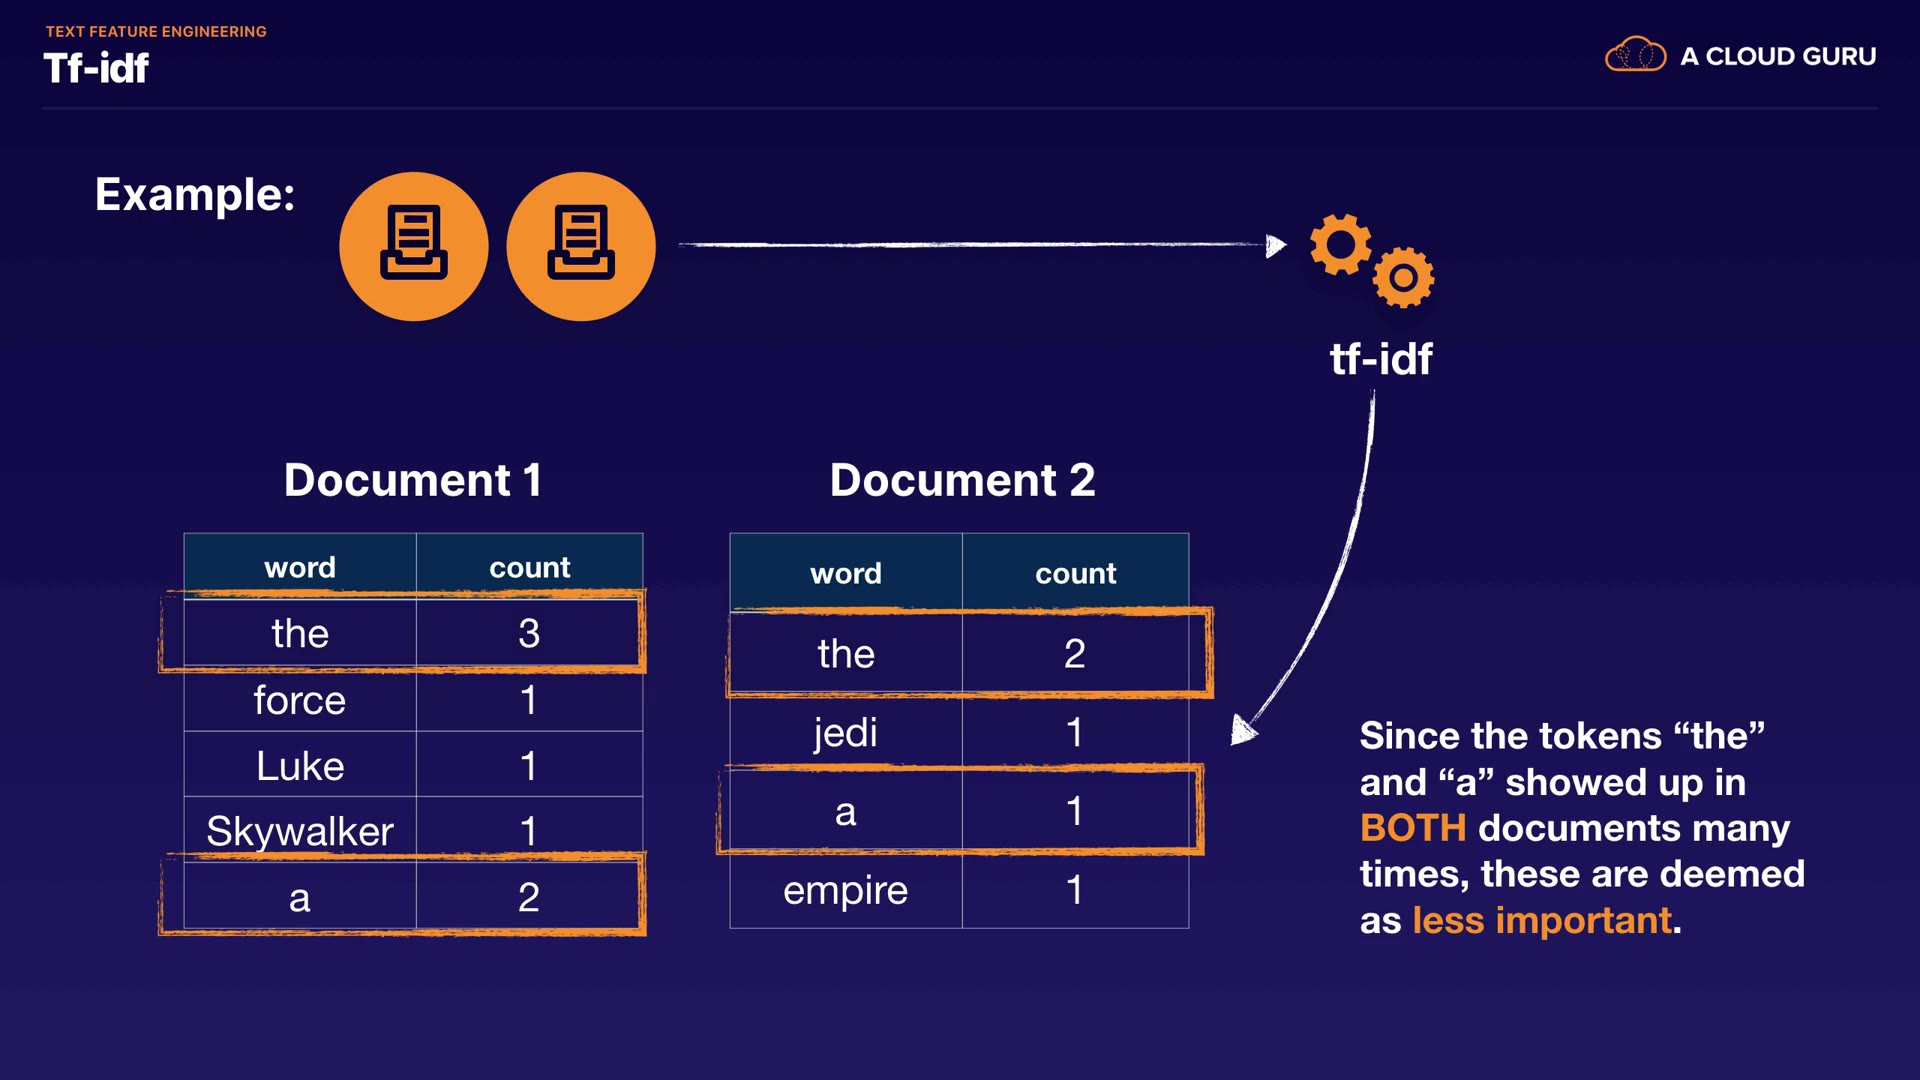 TEXT FEATURE ENGINEERING
Tf-idf
A CLOUD GURU
Example:
tf-idf
Document 1
word count
the 3
force 1
Luke 1
Skywalker 1
a 2
Document 2
word count
the 2
jedi 1
a 1
empire 1
Since the tokens “the”
and “a” showed up in
BOTH documents many
times, these are deemed
as less important.